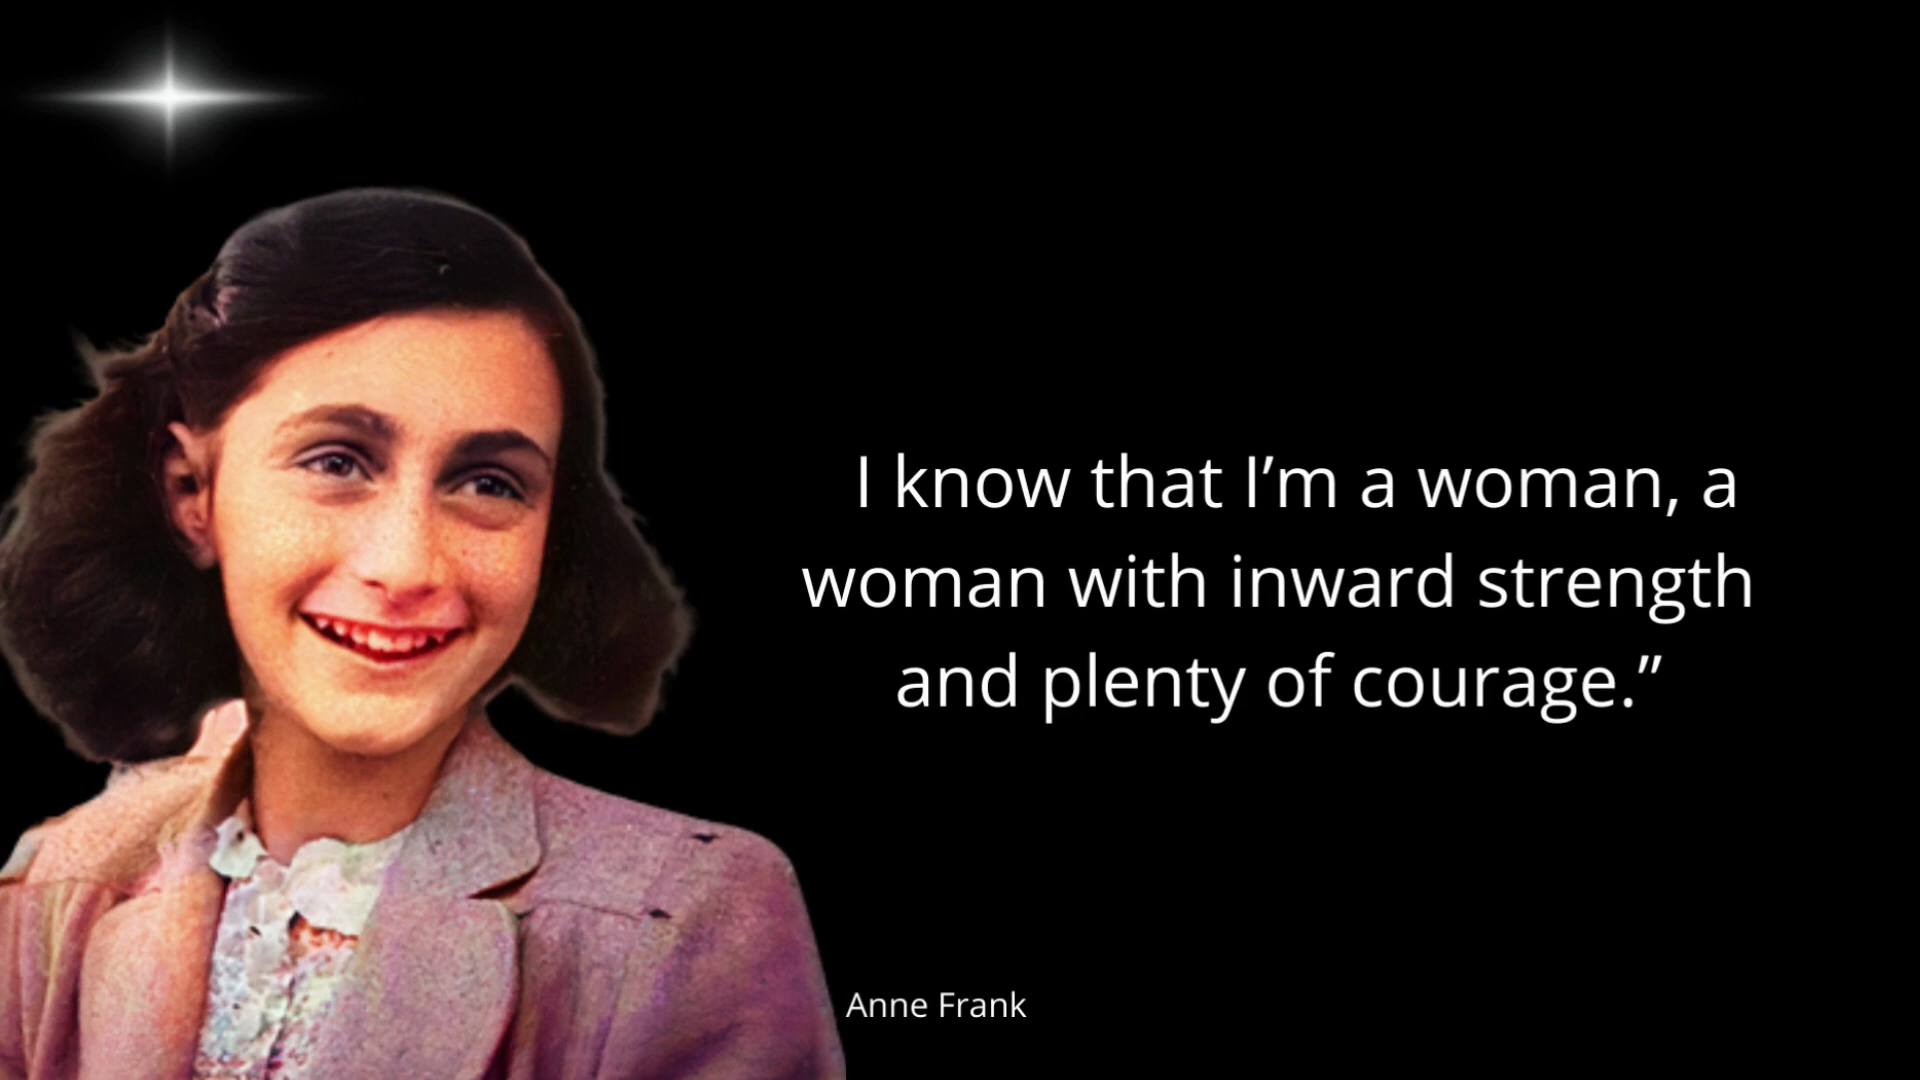 I know that I’m a woman, a
woman with inward strength
and plenty of courage.”
Anne Frank